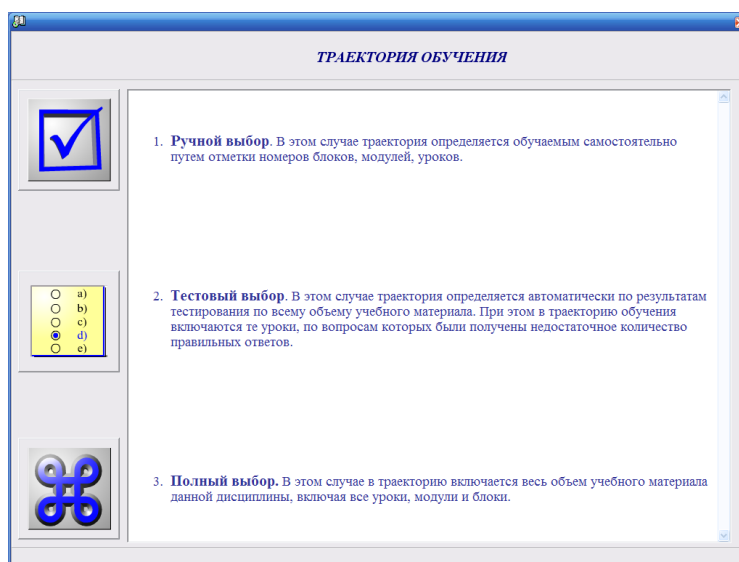 ТРАЕКТОРИЯ ОБУЧЕНИЯ
1. Ручной выбор. В этом случае траектория определяется обучаемым самостоятельно
путем отметки номеров блоков, модулей, уроков.
a)
b)
c)
d)
e)
2. Тестовый выбор. В этом случае траектория определяется автоматически по результатам
тестирования по всему объему учебного материала. При этом в траекторию обучения
включаются те уроки, по вопросам которых были получены недостаточное количество
правильных ответов.
3. Полный выбор. В этом случае в траекторию включается весь объем учебного материала
данной дисциплины, включая все уроки, модули и блоки.